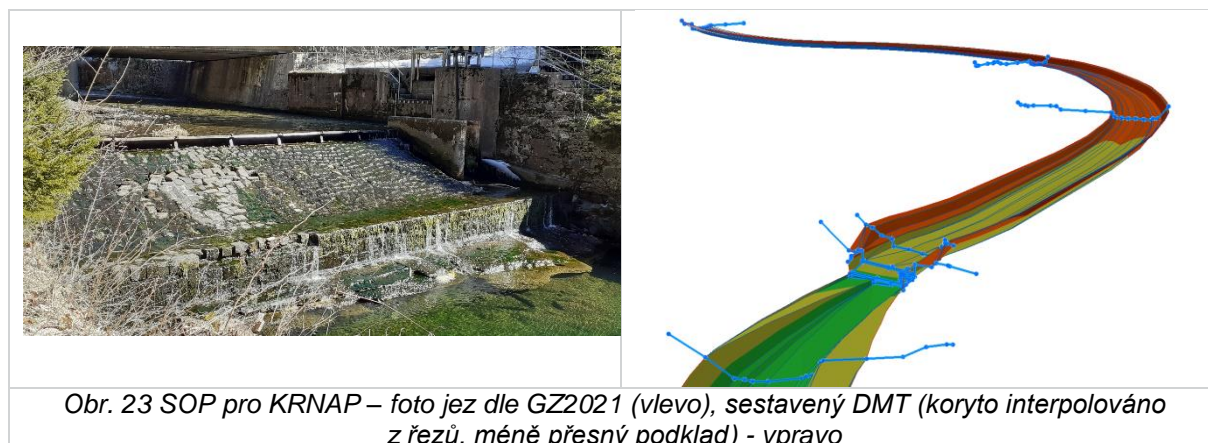 Obr. 23 SOP pro KRNAP – foto jez dle GZ2021 (vlevo), sestavený DMT (koryto interpolováno
z řezů, méně přesný podklad) - vpravo